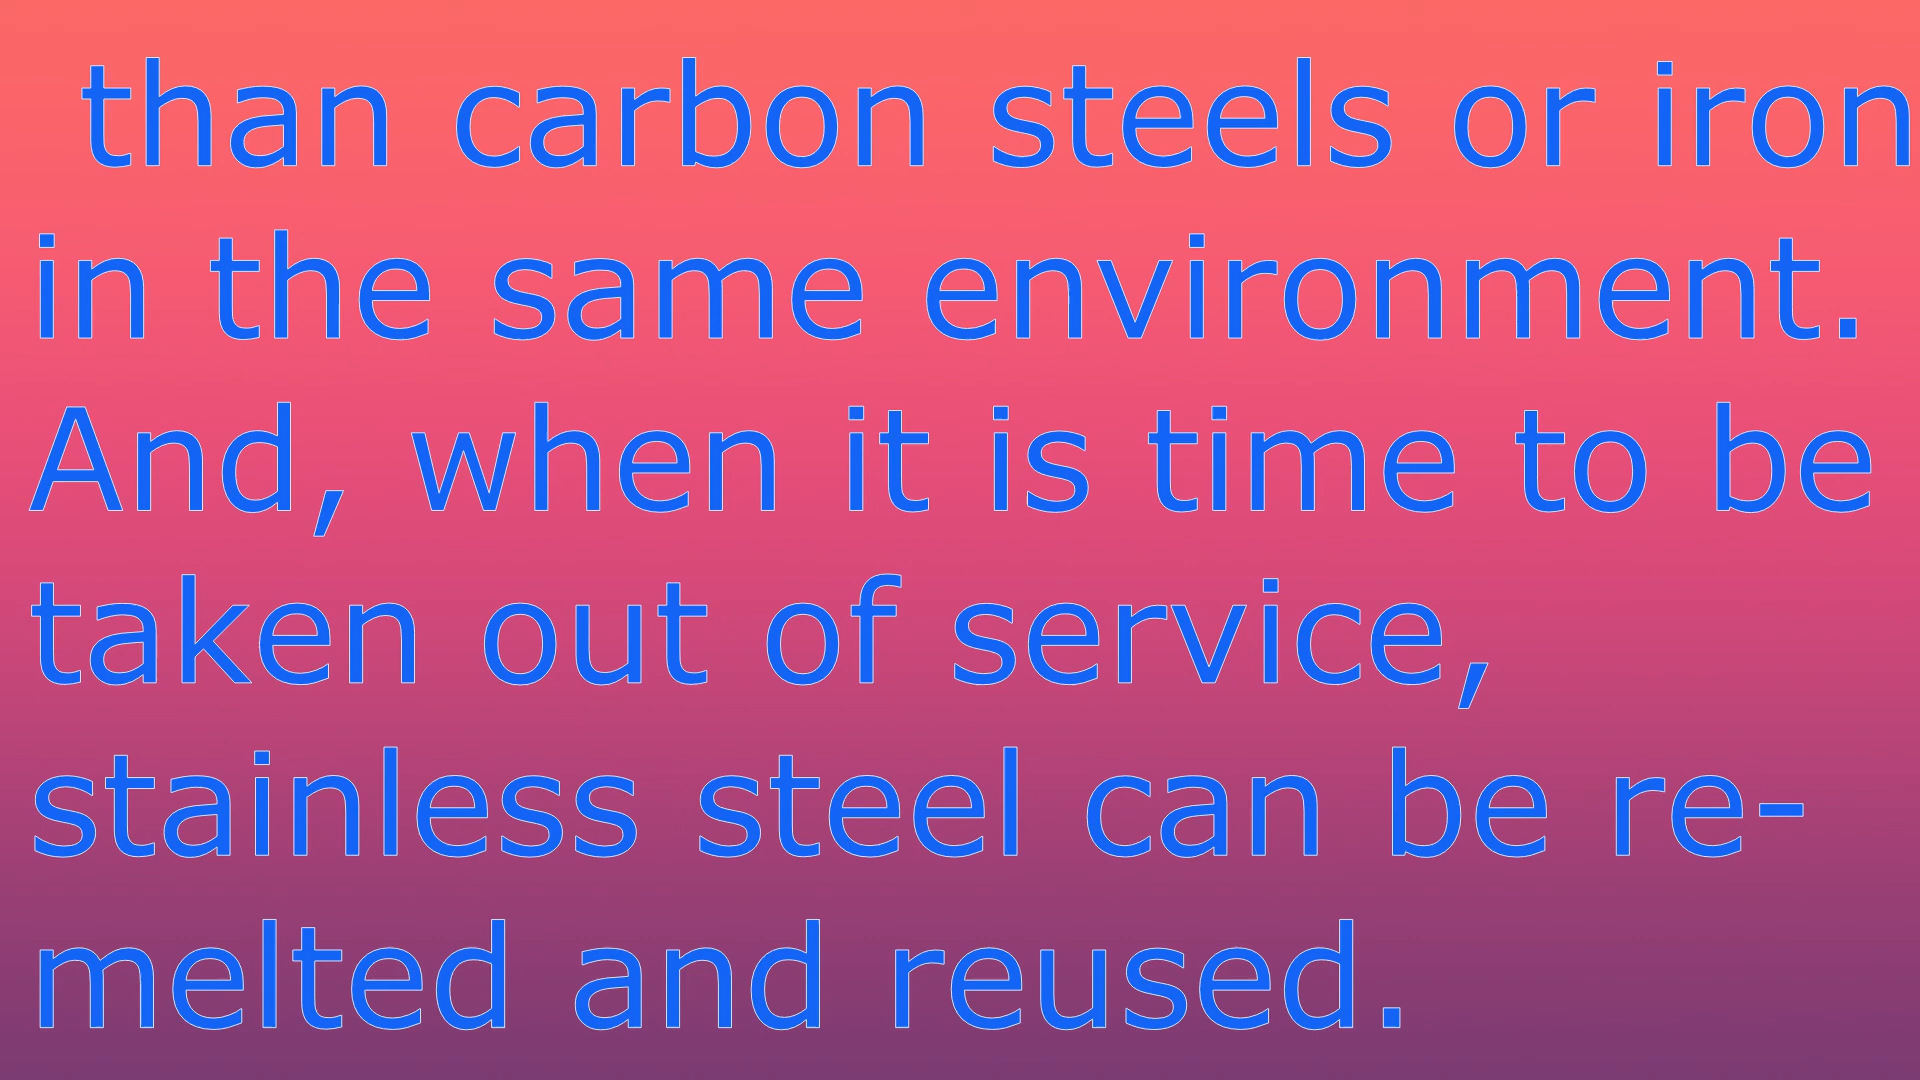 than carbon steels or iron
in the same environment.
And, when it is time to be
taken out of service,
stainless steel can be re-
melted and reused.